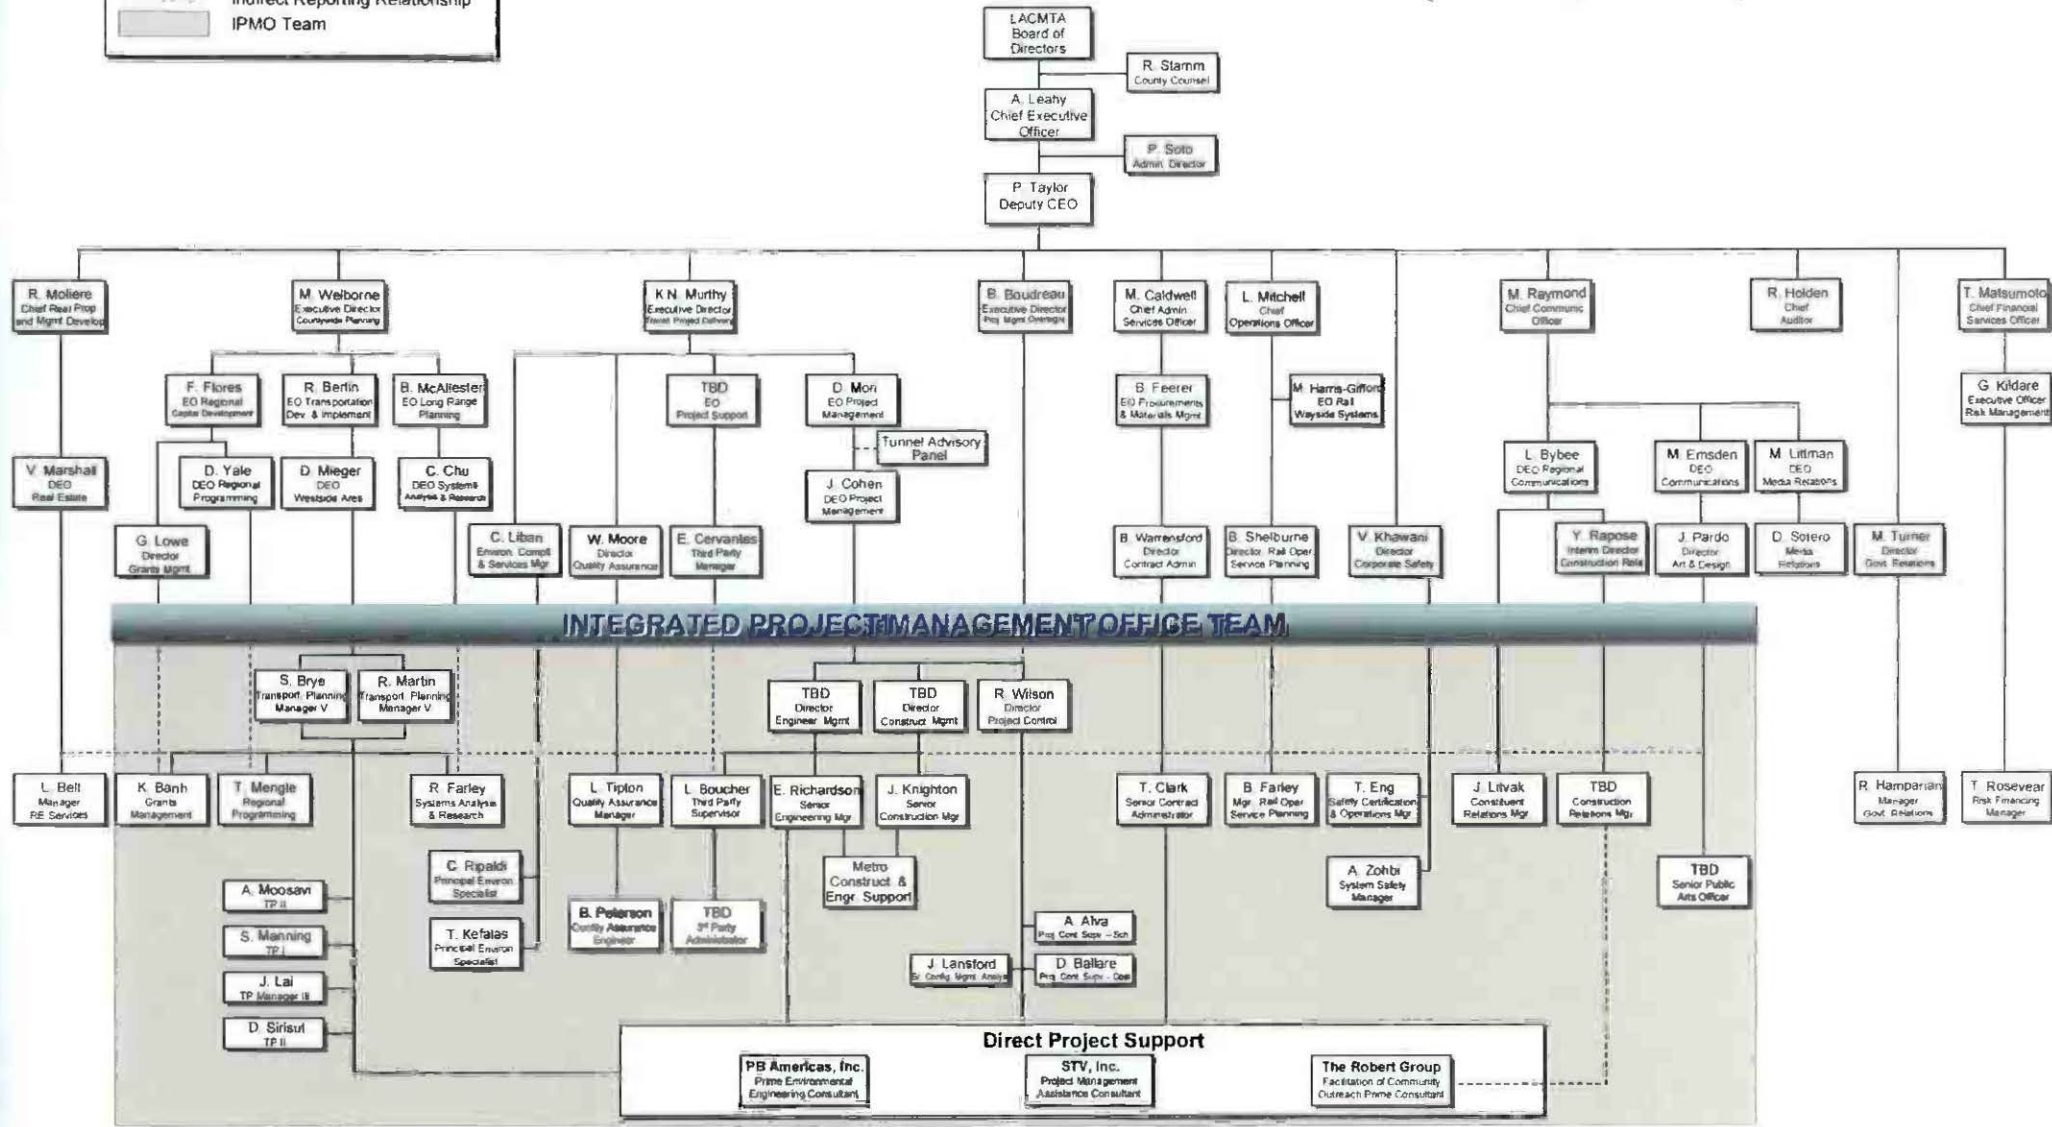 Indirect Reporting Relationship
IPMO Team
LACMTA
Board of
Directors
R. Stamm
County Counsel
A. Leahy
Chief Executive
Officer
P. Soto
Admin. Director
P. Taylor
Deputy CEO
R. Moliere
Chief Real Prop
and Mgmt Develop
M. Welborne
Executive Director
Countywide Planning
K.N. Murthy
Executive Director
Transit Project Delivery
B. Boudreau
Executive Director
Proj. Mgmt Oversight
M. Caldwell
Chief Admin
Services Officer
L. Mitchell
Chief
Operations Officer
M. Raymond
Chief Communic
Officer
R. Holden
Chief
Auditor
T. Matsumoto
Chief Financial
Services Officer
F. Flores
EO Regional
Capital Development
R. Berlin
EO Transportation
Dev. & Implement
B. McAllester
EO Long Range
Planning
TBD
EO
Project Support
D. Mori
EO Project
Management
B. Feerer
EO Procurements
& Materials Mgmt
M. Harris-Gifford
EO Rail
Wayside Systems
G. Kildare
Executive Officer
Risk Management
Tunnel Advisory
Panel
V. Marshall
DEO
Real Estate
D. Yale
DEO Regional
Programming
D. Mieger
DEO
Westside Area
C. Chu
DEO Systems
Analysis & Research
J. Cohen
DEO Project
Management
L. Bybee
DEO Regional
Communications
M. Emsden
DEO
Communications
M. Littman
DEO
Media Relations
G. Lowe
Director
Grants Mgmt
C. Liban
Environ. Compl
& Services Mgr
W. Moore
Director
Quality Assurance
E. Cervantes
Third Party
Manager
B. Warrensford
Director
Contract Admin
B. Shelburne
Director, Rail Oper.
Service Planning
V. Khawani
Director
Corporate Safety
Y. Rapose
Interim Director
Construction Rela
J. Pardo
Director
Art & Design
D. Sotero
Media
Relations
M. Turner
Director
Govt. Relations
INTEGRATED PROJECT MANAGEMENT OFFICE TEAM
S. Brye
Transport. Planning
Manager V
R. Martin
Transport. Planning
Manager V
TBD
Director
Engineer Mgmt
TBD
Director
Construct Mgmt
R. Wilson
Director
Project Control
L. Bell
Manager
RE Services
K. Banh
Grants
Management
T. Mengle
Regional
Programming
R. Farley
Systems Analysis
& Research
L. Tipton
Quality Assurance
Manager
L. Boucher
Third Party
Supervisor
E. Richardson
Senior
Engineering Mgr
J. Knighton
Senior
Construction Mgr
T. Clark
Senior Contract
Administrator
B. Farley
Mgr. Rail Oper
Service Planning
T. Eng
Safety Certification
& Operations Mgr
J. Litvak
Constituent
Relations Mgr
TBD
Construction
Relations Mgr
R. Hamparian
Manager
Govt. Relations
T. Rosevear
Risk Financing
Manager
C. Ripaldi
Principal Environ
Specialist
Metro
Construct &
Engr. Support
A. Zohbi
System Safety
Manager
TBD
Senior Public
Arts Officer
A. Moosavi
TP II
B. Peterson
Quality Assurance
Engineer
TBD
3rd Party
Administrator
S. Manning
TP I
T. Kefalas
Principal Environ
Specialist
A. Alva
Proj. Cont. Supv – Sch
J. Lansford
Sr. Config. Mgmt. Analyst
D. Ballare
Proj. Cont. Supv - Cost
J. Lai
TP Manager III
D. Sirisut
TP II
Direct Project Support
PB Americas, Inc.
Prime Environmental
Engineering Consultant
STV, Inc.
Project Management
Assistance Consultant
The Robert Group
Facilitation of Community
Outreach Prime Consultant